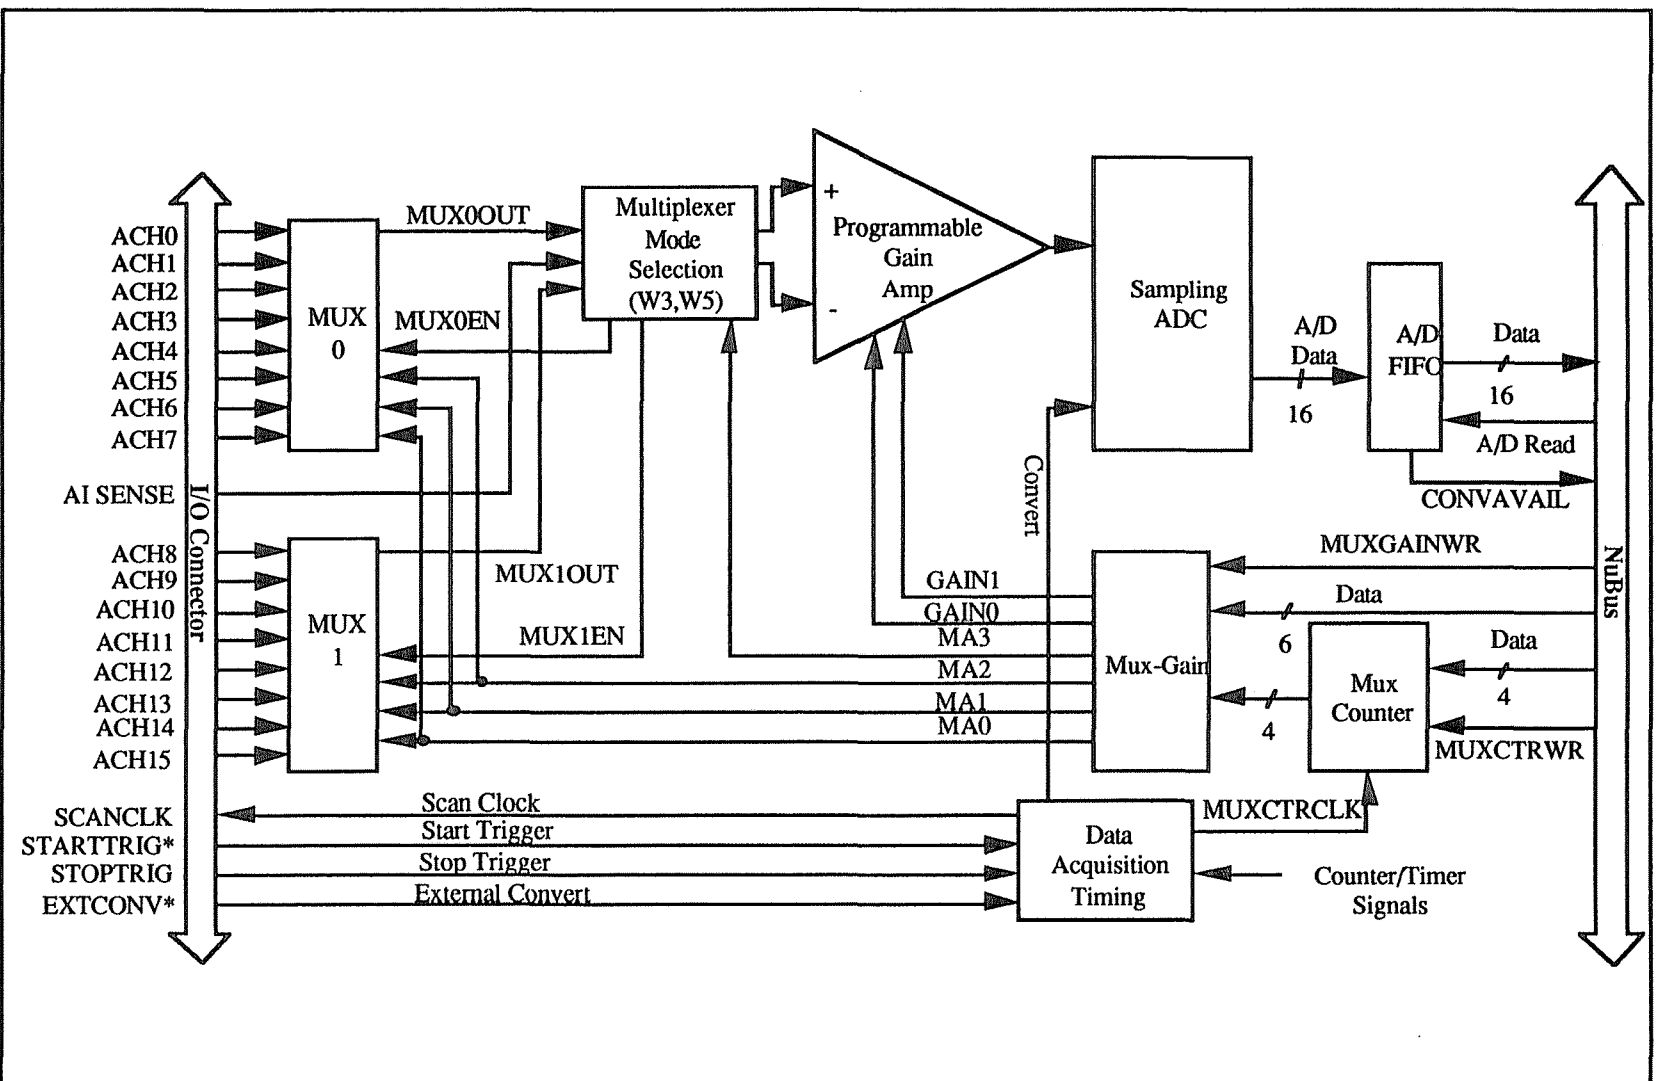 ACH0
ACH1
ACH2
ACH3
ACH4
ACH5
ACH6
ACH7
AI SENSE
ACH8
ACH9
ACH10
ACH11
ACH12
ACH13
ACH14
ACH15
SCANCLK
STARTTRIG*
STOPTRIG
EXTCONV*
I/O Connector
MUX
0
MUX
1
MUX0OUT
MUX0EN
MUX1OUT
MUX1EN
Multiplexer
Mode
Selection
(W3,W5)
+
Programmable
Gain
Amp
-
Sampling
ADC
A/D
Data
16
A/D
FIFO
Data
16
A/D Read
CONVAVAIL
Convert
MUXGAINWR
Data
6
GAIN1
GAIN0
MA3
MA2
MA1
MA0
Mux-Gain
4
Mux
Counter
Data
4
MUXCTRWR
NuBus
Scan Clock
Start Trigger
Stop Trigger
External Convert
Data
Acquisition
Timing
MUXCTRCLK
Counter/Timer
Signals